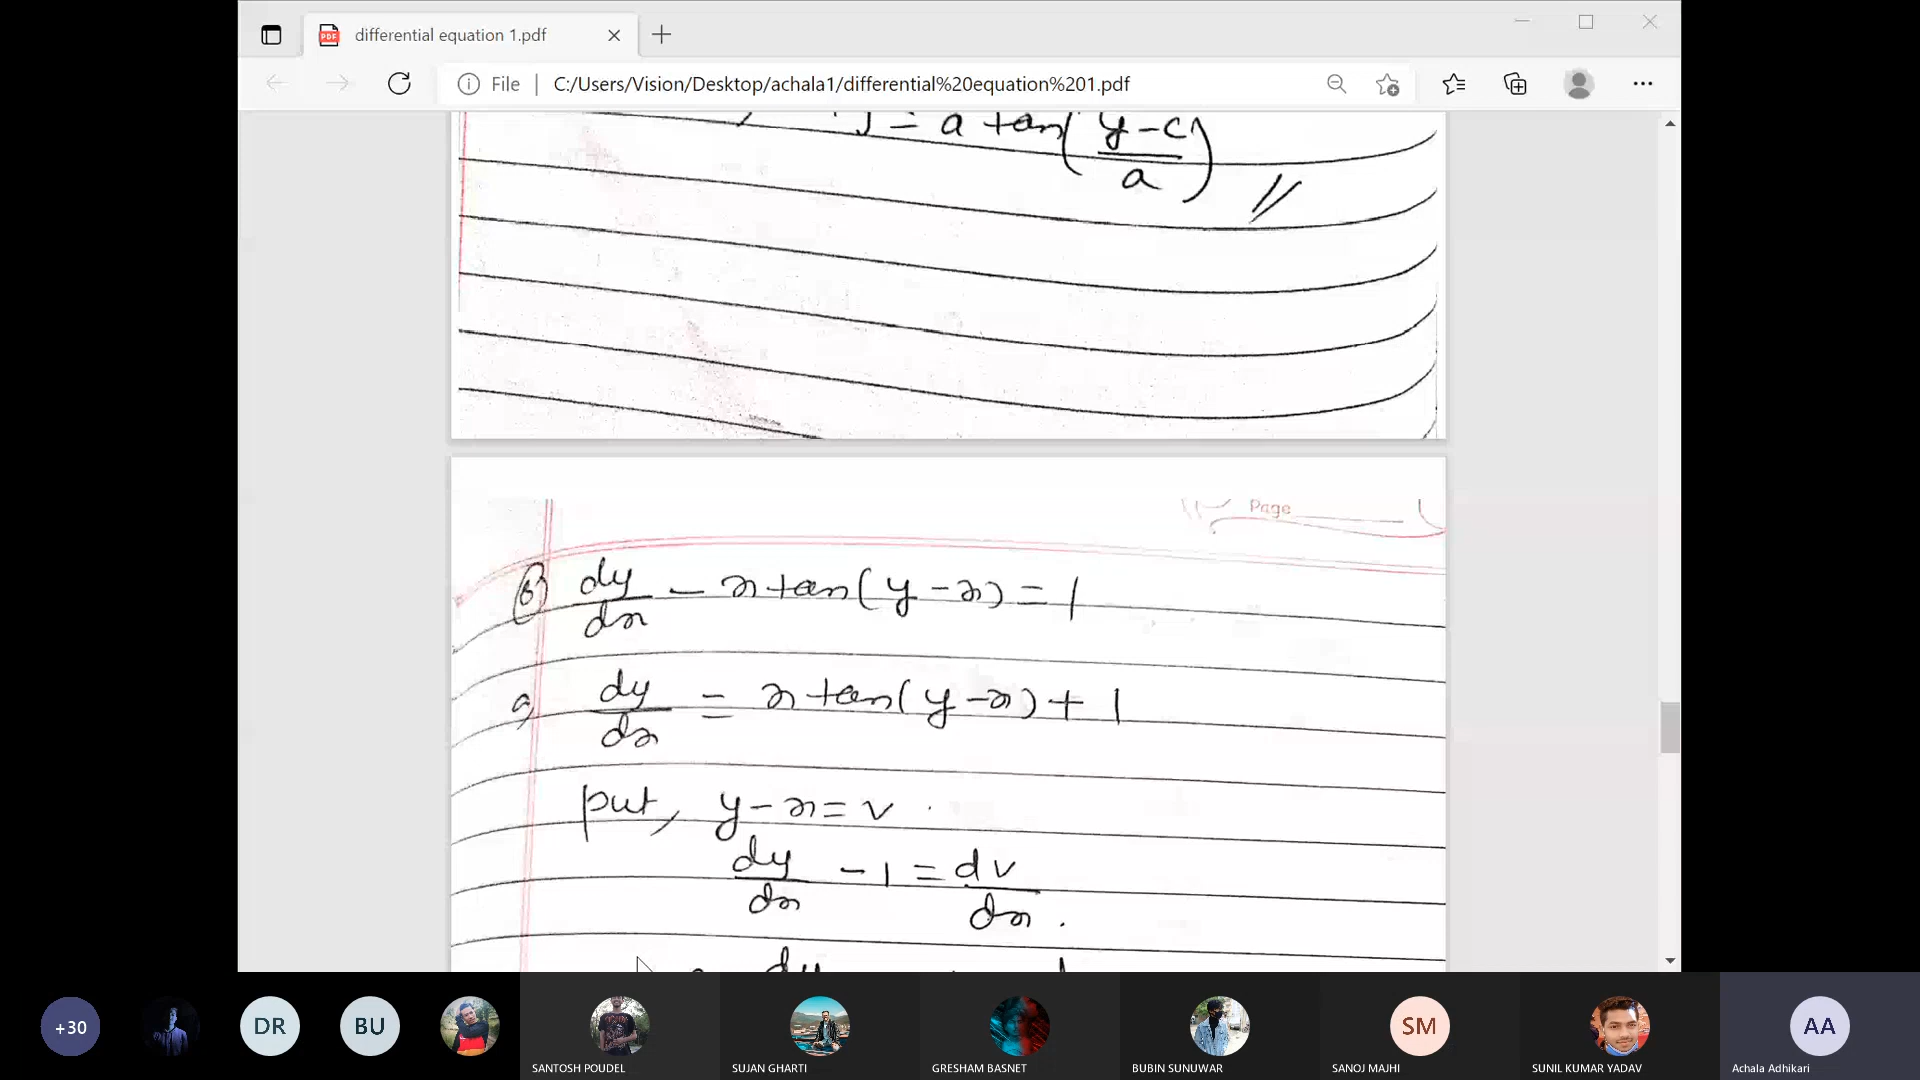 differential equation 1.pdf
File | C:/Users/Vision/Desktop/achala1/differential%20equation%201.pdf
= a tan((y-c)/a) //
Page
(b) dy/dx - x tan(y-x) = 1
dy/dx = x tan(y-x) + 1
put, y-x = v.
dy/dx - 1 = dv/dx.
+30
DR
BU
SANTOSH POUDEL
SUJAN GHARTI
GRESHAM BASNET
BUBIN SUNUWAR
SM
SANOJ MAJHI
SUNIL KUMAR YADAV
AA
Achala Adhikari